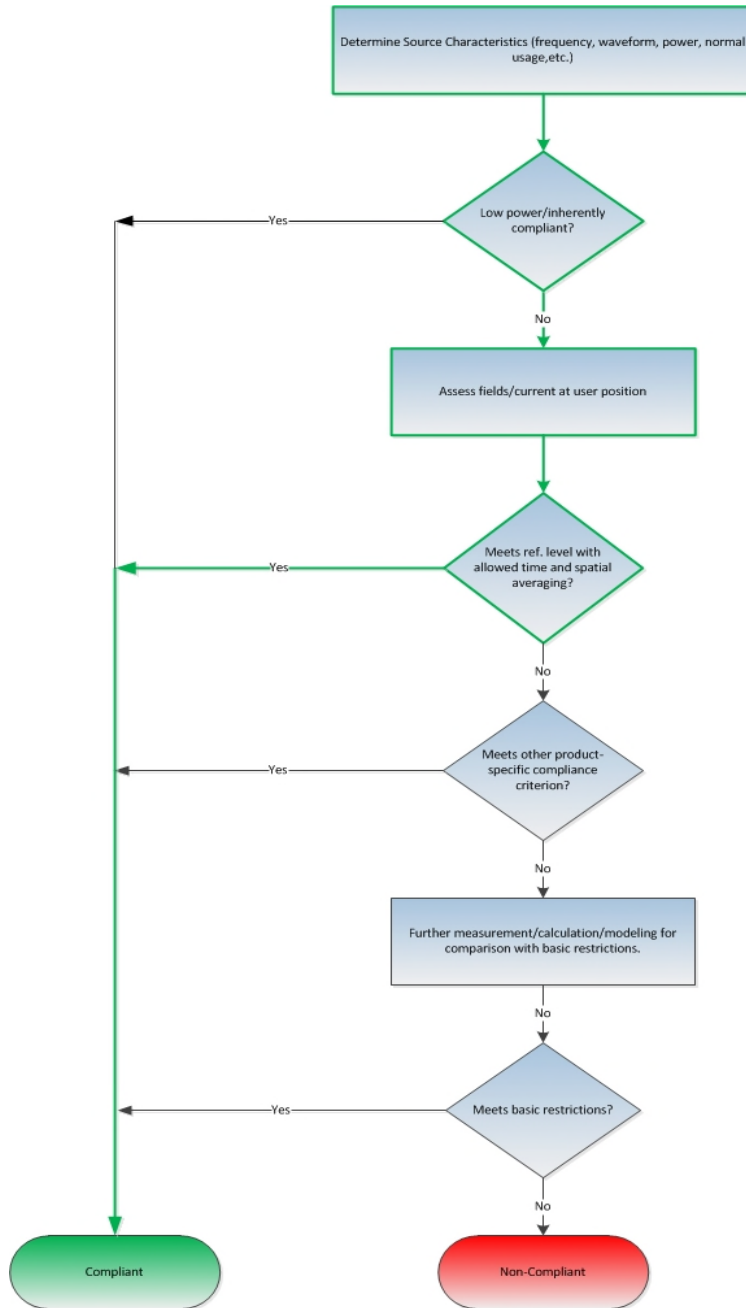 Determine Source Characteristics (frequency, waveform, power, normal
usage,etc.)
Low power/inherently
compliant?
Yes
No
Assess fields/current at user position
Meets ref. level with
allowed time and spatial
averaging?
Yes
No
Meets other product-
specific compliance
criterion?
Yes
No
Further measurement/calculation/modeling for
comparison with basic restrictions.
No
Meets basic restrictions?
Yes
No
Compliant
Non-Compliant